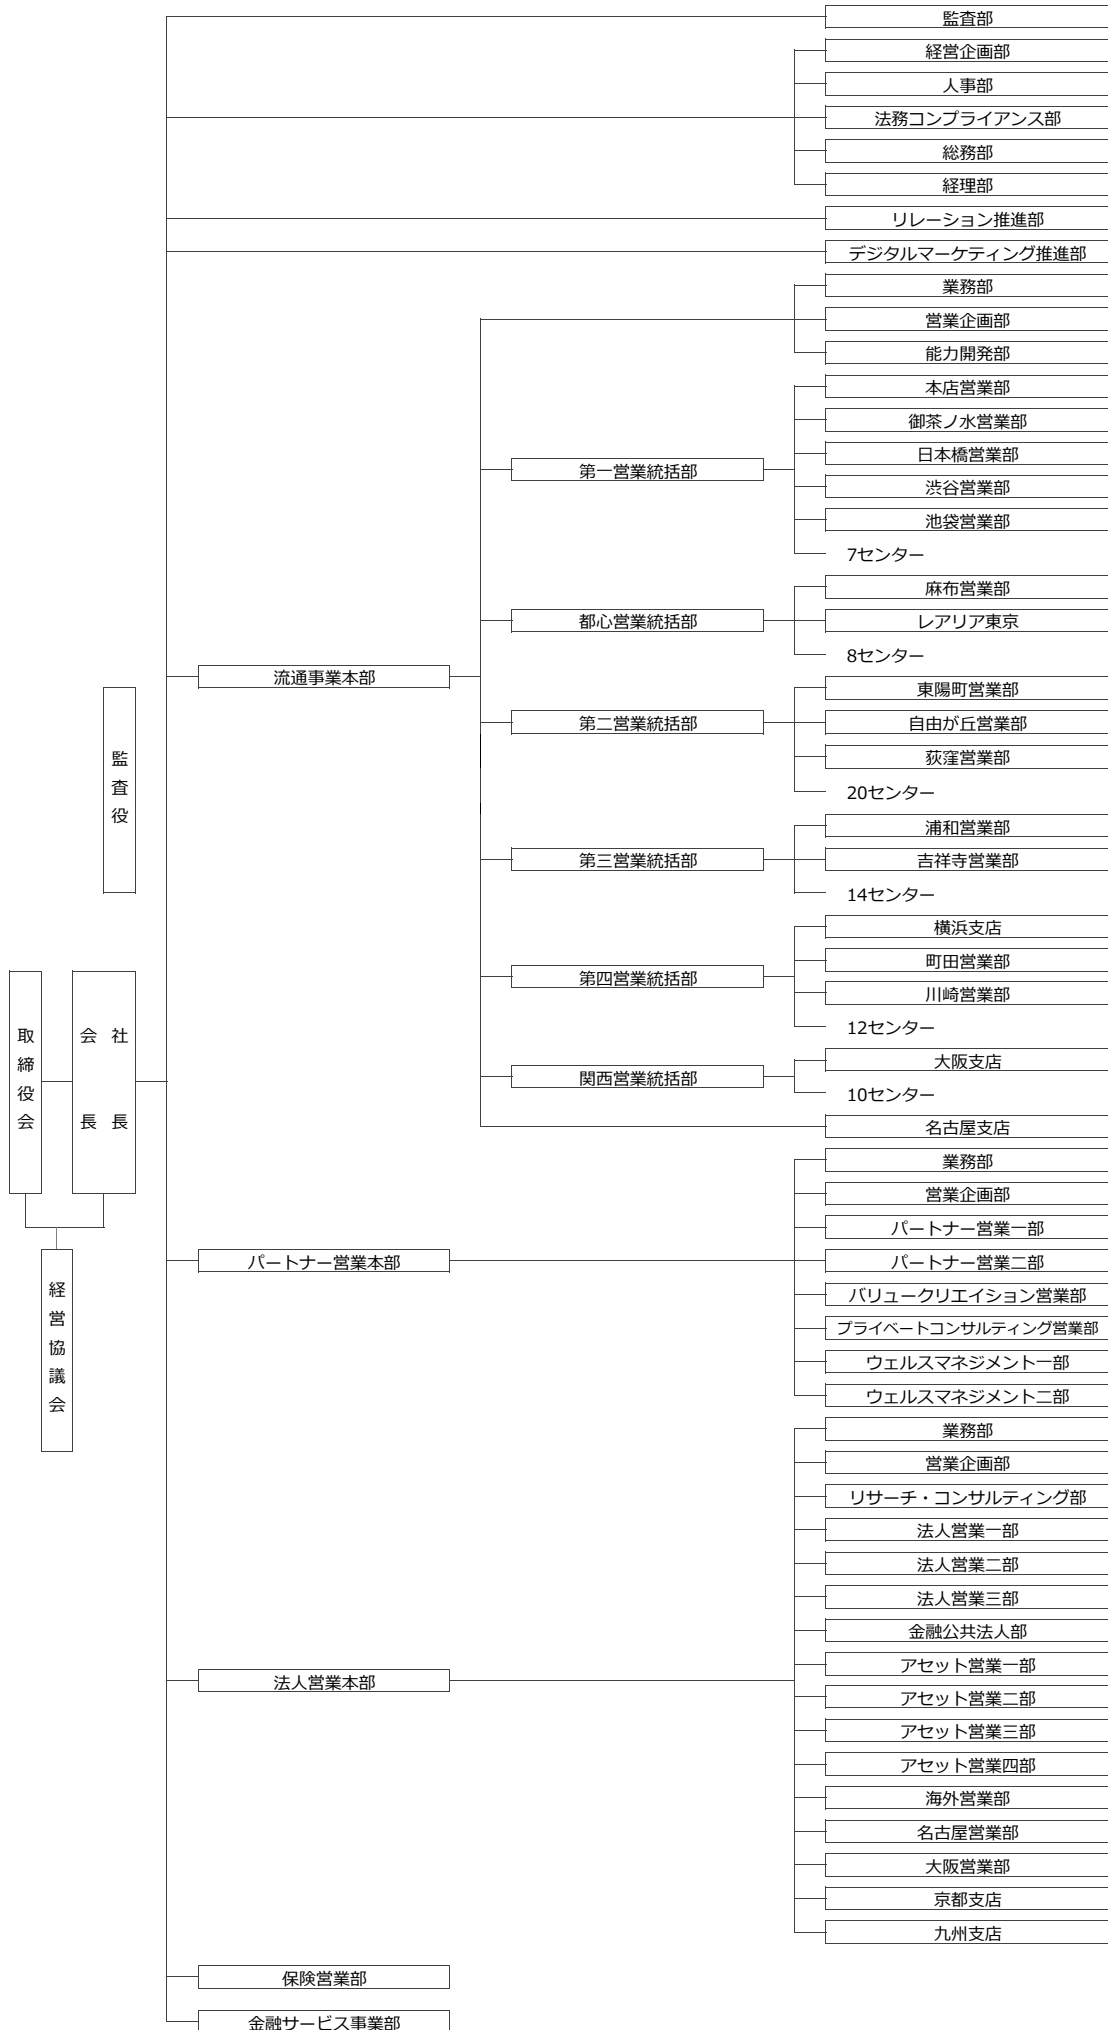 監査部
経営企画部
人事部
法務コンプライアンス部
総務部
経理部
リレーション推進部
デジタルマーケティング推進部
業務部
営業企画部
能力開発部
本店営業部
御茶ノ水営業部
日本橋営業部
第一営業統括部
渋谷営業部
池袋営業部
7センター
麻布営業部
都心営業統括部
レアリア東京
8センター
流通事業本部
東陽町営業部
第二営業統括部
自由が丘営業部
荻窪営業部
20センター
監査役
浦和営業部
第三営業統括部
吉祥寺営業部
14センター
横浜支店
町田営業部
第四営業統括部
川崎営業部
12センター
取締役会
会長
社長
大阪支店
関西営業統括部
10センター
名古屋支店
業務部
営業企画部
パートナー営業一部
パートナー営業本部
パートナー営業二部
経営協議会
バリュークリエイション営業部
プライベートコンサルティング営業部
ウェルスマネジメント一部
ウェルスマネジメント二部
業務部
営業企画部
リサーチ・コンサルティング部
法人営業一部
法人営業二部
法人営業三部
金融公共法人部
アセット営業一部
法人営業本部
アセット営業二部
アセット営業三部
アセット営業四部
海外営業部
名古屋営業部
大阪営業部
京都支店
九州支店
保険営業部
金融サービス事業部